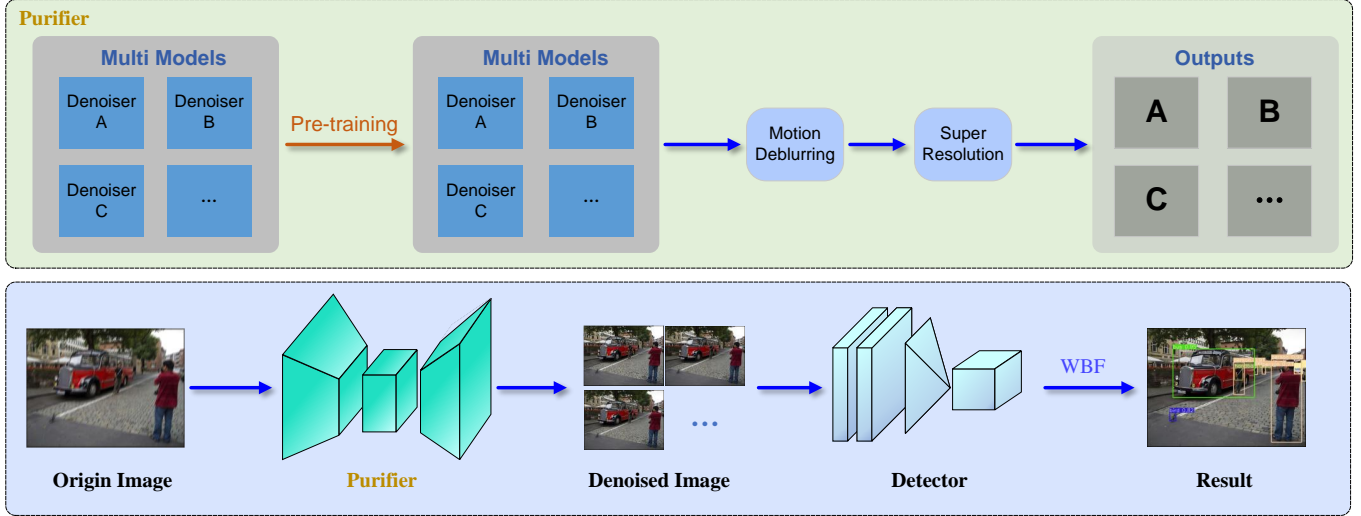 Purifier
Multi Models
Denoiser
A
Denoiser
B
Denoiser
C
...
Pre-training
Multi Models
Denoiser
A
Denoiser
B
Denoiser
C
...
Motion
Deblurring
Super
Resolution
Outputs
A
B
C
...
...
WBF
Origin Image
Purifier
Denoised Image
Detector
Result